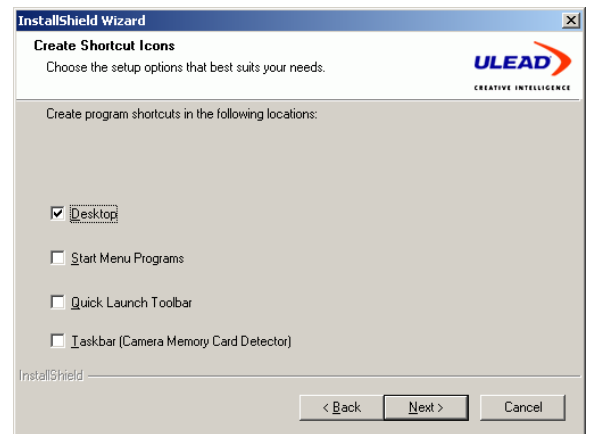 InstallShield Wizard
Create Shortcut Icons
Choose the setup options that best suits your needs.
ULEAD
CREATIVE INTELLIGENCE
Create program shortcuts in the following locations:
Desktop
Start Menu Programs
Quick Launch Toolbar
Taskbar (Camera Memory Card Detector)
InstallShield
< Back
Next >
Cancel